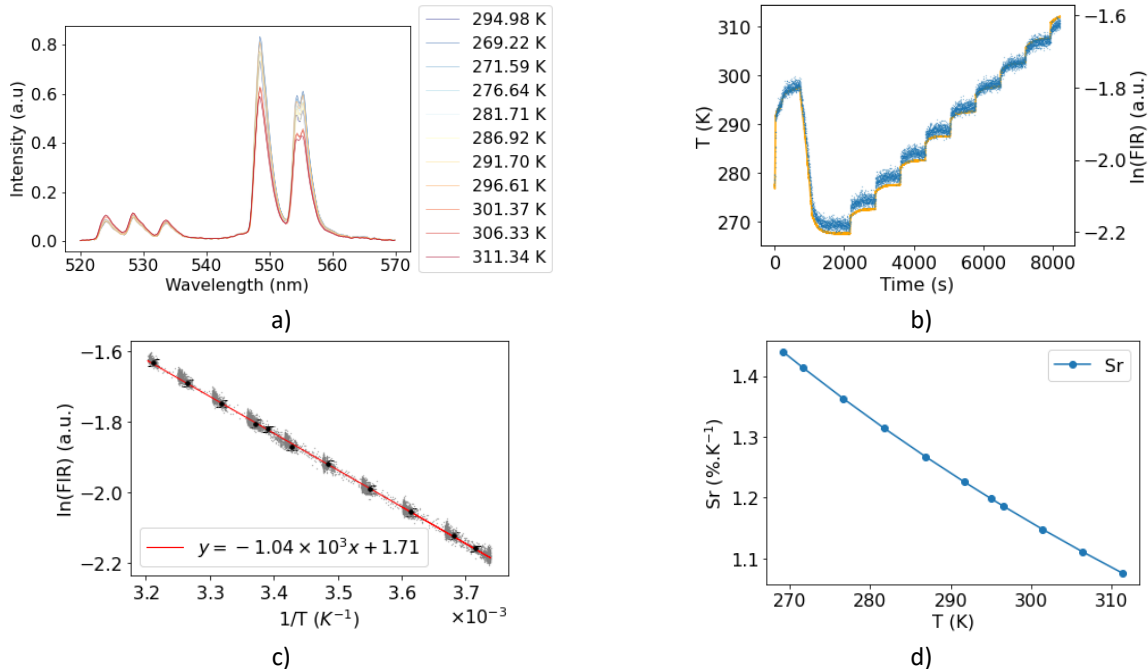 Intensity (a.u)
0.8
0.6
0.4
0.2
0.0
520
530
540
550
560
570
Wavelength (nm)
294.98 K
269.22 K
271.59 K
276.64 K
281.71 K
286.92 K
291.70 K
296.61 K
301.37 K
306.33 K
311.34 K
a)
T (K)
310
300
290
280
270
0
2000
4000
6000
8000
Time (s)
−1.6
−1.8
−2.0
−2.2
ln(FIR) (a.u.)
b)
ln(FIR) (a.u.)
−1.6
−1.8
−2.0
−2.2
y = −1.04 × 10³x + 1.71
3.2
3.3
3.4
3.5
3.6
3.7
×10⁻³
1/T (K⁻¹)
c)
Sr (%.K⁻¹)
1.4
1.3
1.2
1.1
Sr
270
280
290
300
310
T (K)
d)